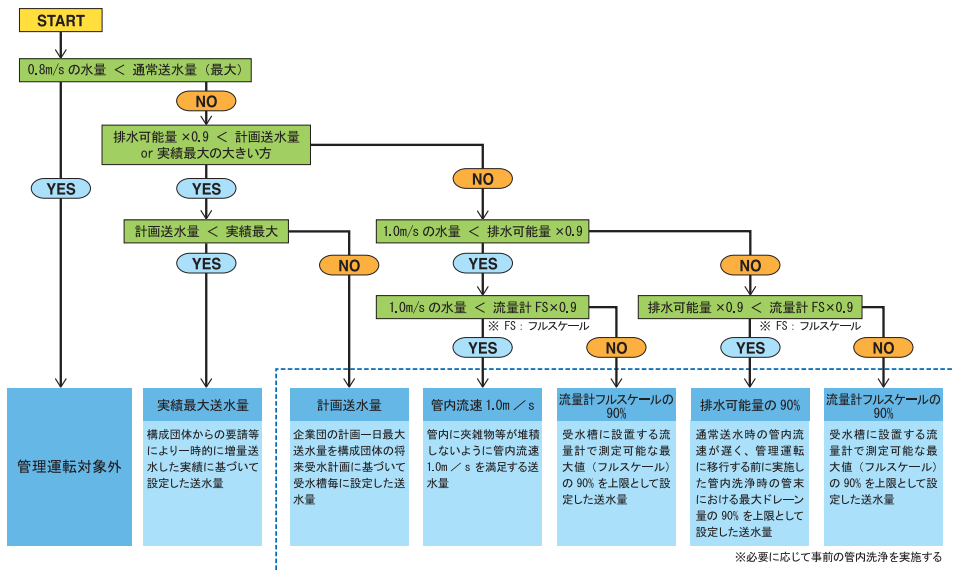 START
0.8m/s の水量 < 通常送水量(最大)
NO
排水可能量 ×0.9 < 計画送水量
or 実績最大の大きい方
YES
YES
NO
計画送水量 < 実績最大
1.0m/s の水量 < 排水可能量 ×0.9
YES
NO
YES
NO
1.0m/s の水量 < 流量計 FS×0.9
※ FS : フルスケール
排水可能量 ×0.9 < 流量計 FS×0.9
※ FS : フルスケール
YES
NO
YES
NO
管理運転対象外
実績最大送水量
構成団体からの要請等
により一時的に増量送
水した実績に基づいて
設定した送水量
計画送水量
企業団の計画一日最大
送水量を構成団体の将
来受水計画に基づいて
受水槽毎に設定した送
水量
管内流速 1.0m / s
管内に夾雑物等が堆積
しないように管内流速
1.0m / s を満足する送
水量
流量計フルスケールの
90%
受水槽に設置する流
量計で測定可能な最
大値(フルスケール)
の 90% を上限として設
定した送水量
排水可能量の 90%
通常送水時の管内流
速が遅く、管理運転
に移行する前に実施し
た管内洗浄時の管末
における最大ドレーン
量の 90% を上限として
設定した送水量
流量計フルスケールの
90%
受水槽に設置する流
量計で測定可能な最
大値(フルスケール)
の 90% を上限として設
定した送水量
※必要に応じて事前の管内洗浄を実施する